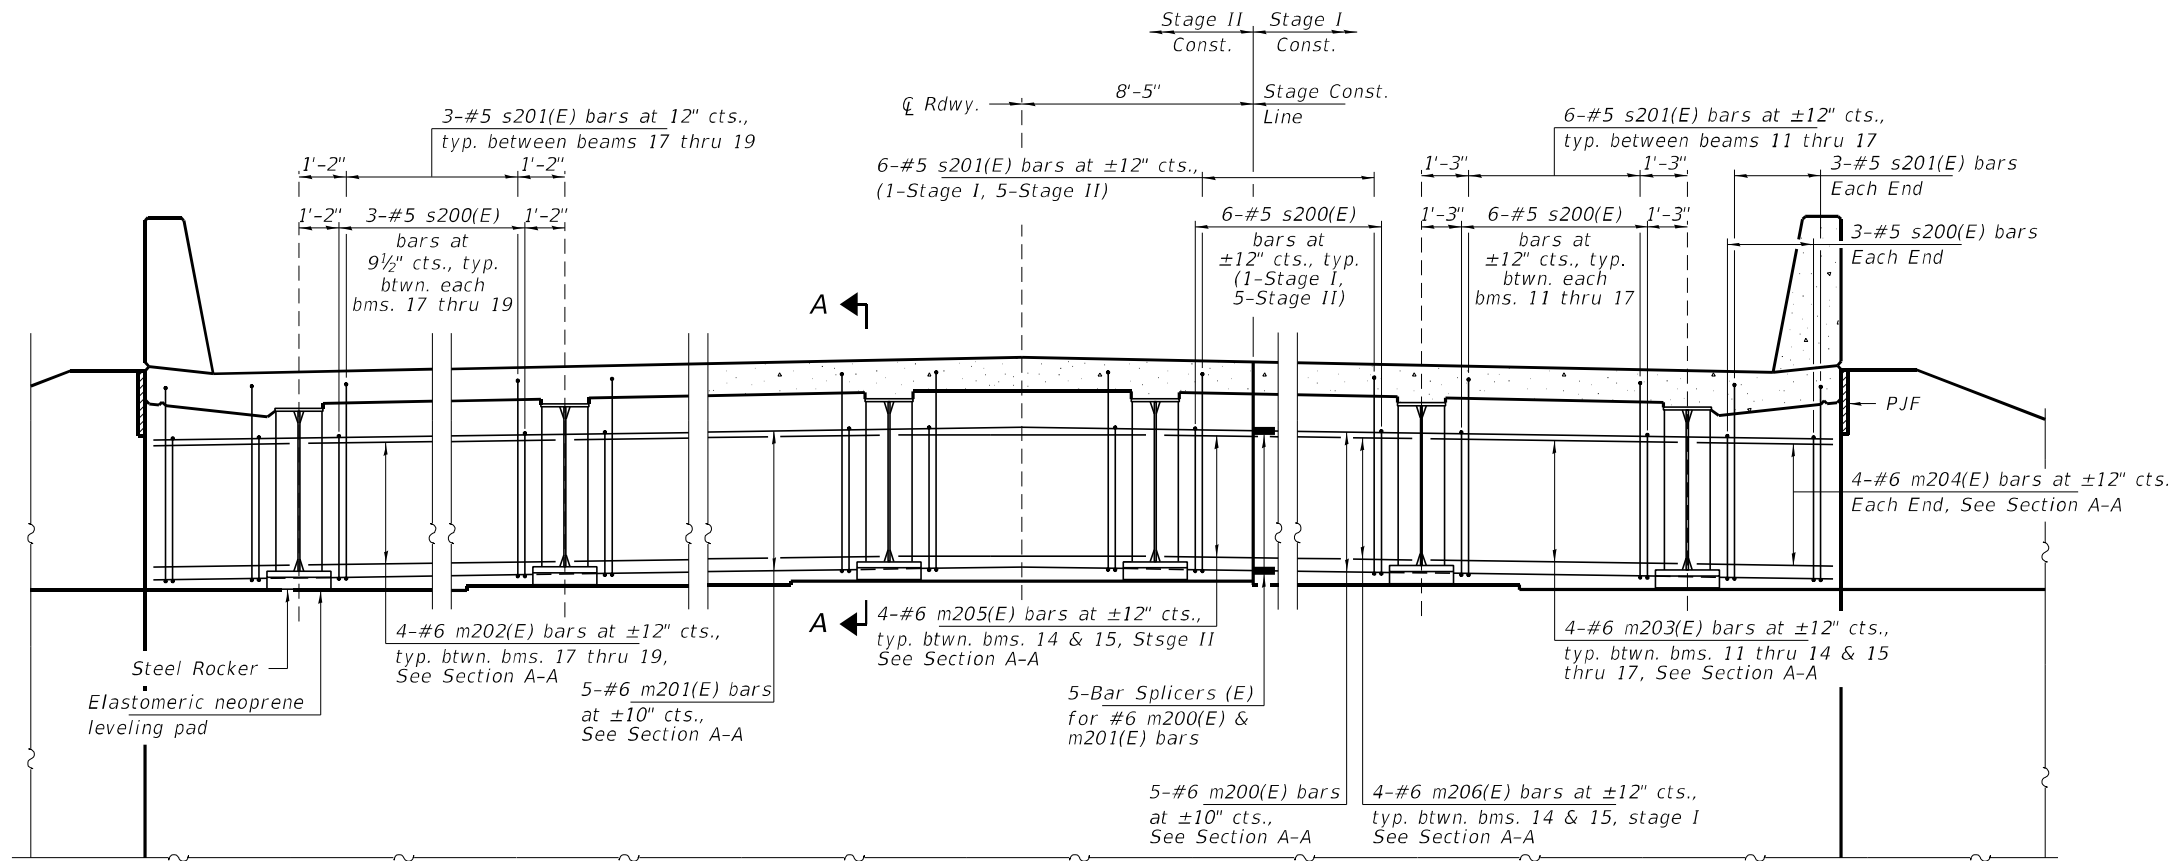 Stage II
Const.
Stage I
Const.
℄ Rdwy.
8'-5"
Stage Const.
Line
3-#5 s201(E) bars at 12" cts.,
typ. between beams 17 thru 19
1'-2"
1'-2"
6-#5 s201(E) bars at ±12" cts.,
(1-Stage I, 5-Stage II)
6-#5 s201(E) bars at ±12" cts.,
typ. between beams 11 thru 17
1'-3"
1'-3"
3-#5 s201(E) bars
Each End
1'-2"
3-#5 s200(E)
1'-2"
bars at
9½" cts., typ.
btwn. each
bms. 17 thru 19
6-#5 s200(E)
bars at
±12" cts., typ.
(1-Stage I,
5-Stage II)
1'-3"
6-#5 s200(E)
1'-3"
bars at
±12" cts., typ.
btwn. each
bms. 11 thru 17
3-#5 s200(E) bars
Each End
A
PJF
4-#6 m204(E) bars at ±12" cts.
Each End, See Section A-A
A
4-#6 m202(E) bars at ±12" cts.,
typ. btwn. bms. 17 thru 19,
See Section A-A
4-#6 m205(E) bars at ±12" cts.,
typ. btwn. bms. 14 & 15, Stsge II
See Section A-A
4-#6 m203(E) bars at ±12" cts.,
typ. btwn. bms. 11 thru 14 & 15
thru 17, See Section A-A
Steel Rocker
Elastomeric neoprene
leveling pad
5-#6 m201(E) bars
at ±10" cts.,
See Section A-A
5-Bar Splicers (E)
for #6 m200(E) &
m201(E) bars
5-#6 m200(E) bars
at ±10" cts.,
See Section A-A
4-#6 m206(E) bars at ±12" cts.,
typ. btwn. bms. 14 & 15, stage I
See Section A-A